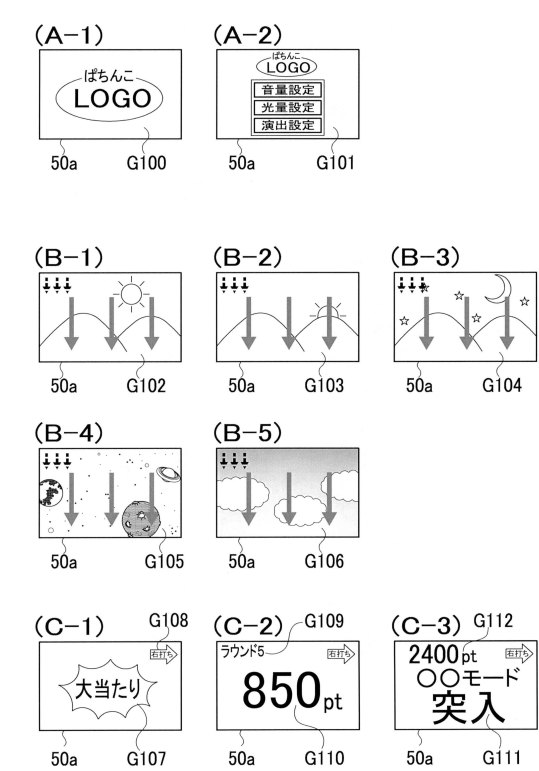 (A-1)
ぱちんこ
LOGO
50a
G100
(A-2)
ぱちんこ
LOGO
音量設定
光量設定
演出設定
50a
G101
(B-1)
50a
G102
(B-2)
50a
G103
(B-3)
50a
G104
(B-4)
50a
G105
(B-5)
50a
G106
(C-1)
G108
右打ち
大当たり
50a
G107
(C-2)
G109
ラウンド5
右打ち
850pt
50a
G110
(C-3)
G112
2400pt
右打ち
○○モード
突入
50a
G111